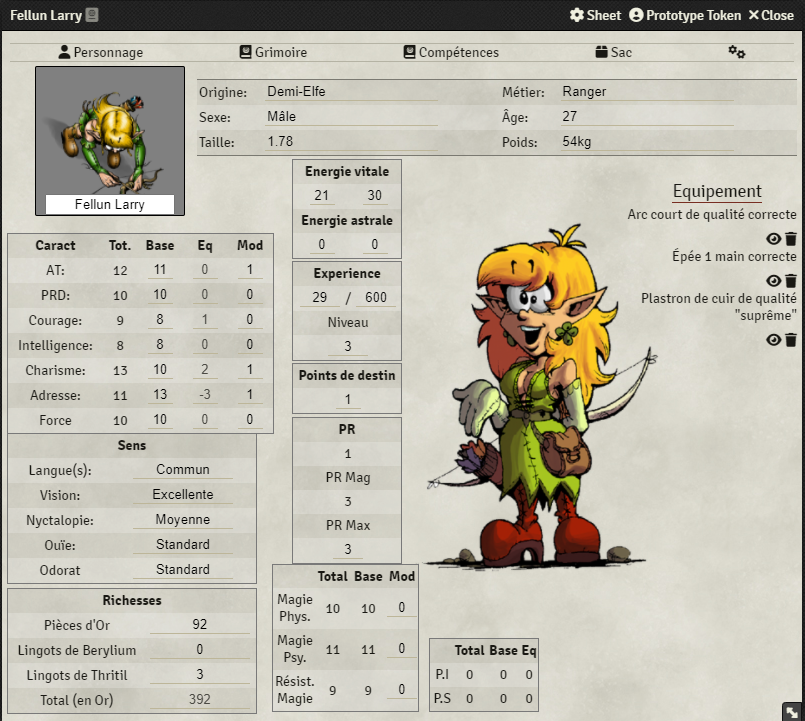 Fellun Larry Sheet Prototype Token Close
Personnage Grimoire Compétences Sac
Fellun Larry
Origine: Demi-Elfe Métier: Ranger
Sexe: Mâle Âge: 27
Taille: 1.78 Poids: 54kg
Caract Tot. Base Eq Mod
AT: 12 11 0 1
PRD: 10 10 0 0
Courage: 9 8 1 0
Intelligence: 8 8 0 0
Charisme: 13 10 2 1
Adresse: 11 13 -3 1
Force 10 10 0 0
Sens
Langue(s): Commun
Vision: Excellente
Nyctalopie: Moyenne
Ouïe: Standard
Odorat Standard
Richesses
Pièces d'Or 92
Lingots de Berylium 0
Lingots de Thritil 3
Total (en Or) 392
Energie vitale
21 30
Energie astrale
0 0
Experience
29 / 600
Niveau
3
Points de destin
1
PR
1
PR Mag
3
PR Max
3
Total Base Mod
Magie Phys. 10 10 0
Magie Psy. 11 11 0
Résist. Magie 9 9 0
Total Base Eq
P.I 0 0 0
P.S 0 0 0
Equipement
Arc court de qualité correcte
Épée 1 main correcte
Plastron de cuir de qualité
"suprême"